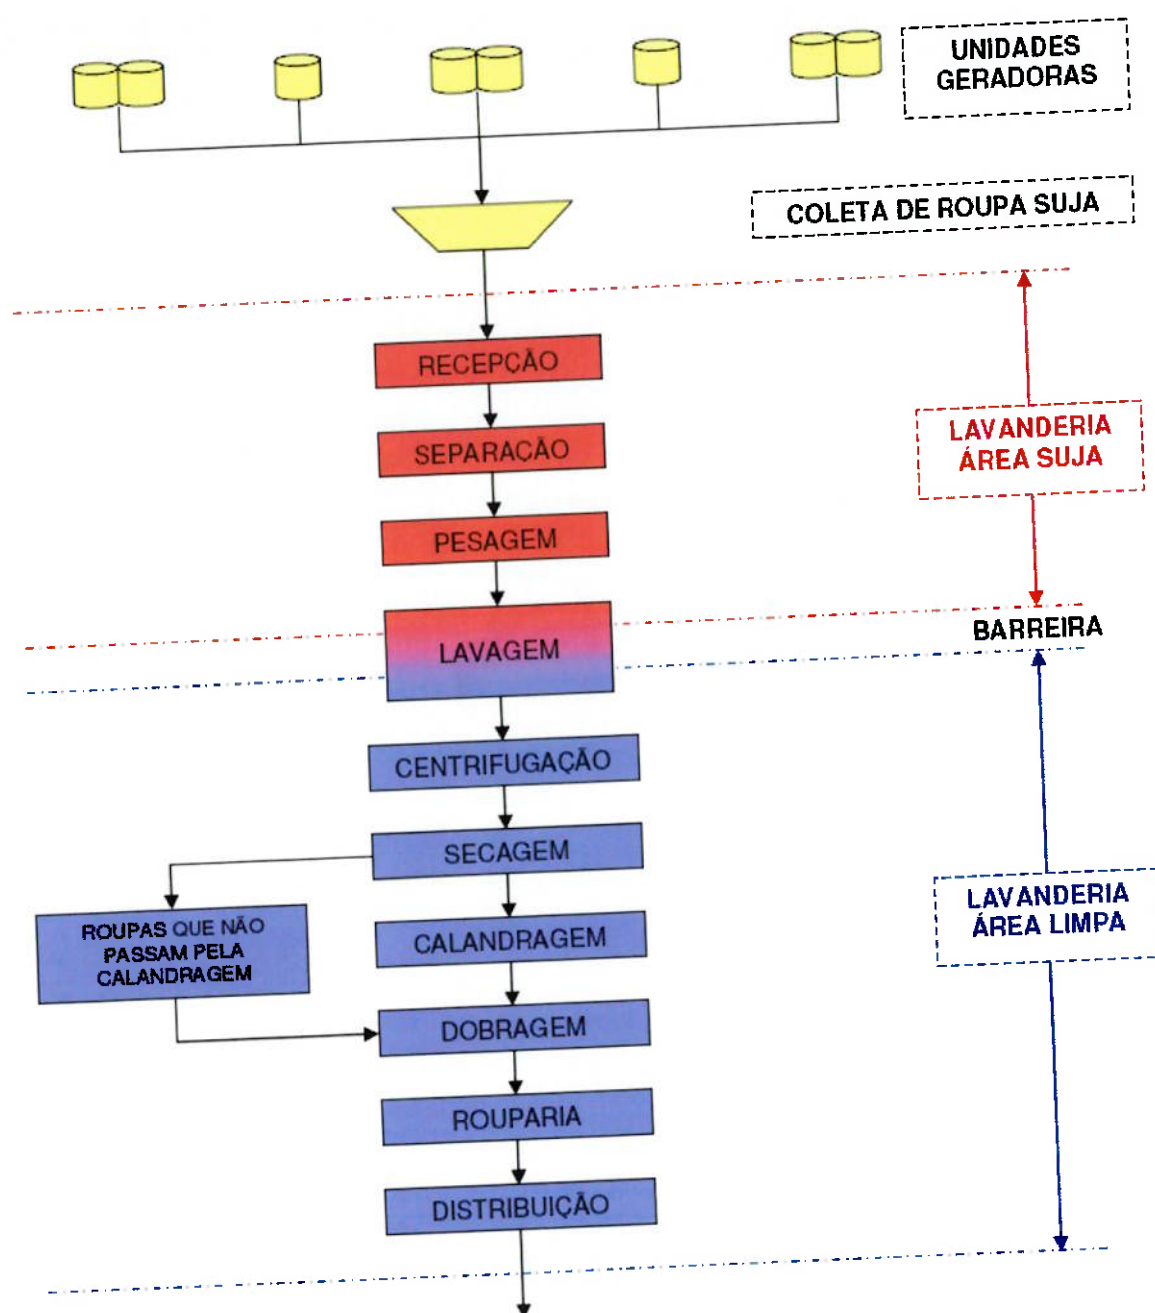 UNIDADES
GERADORAS
COLETA DE ROUPA SUJA
RECEPÇÃO
SEPARAÇÃO
LAVANDERIA
ÁREA SUJA
PESAGEM
BARREIRA
LAVAGEM
CENTRIFUGAÇÃO
SECAGEM
LAVANDERIA
ÁREA LIMPA
ROUPAS QUE NÃO
PASSAM PELA
CALANDRAGEM
CALANDRAGEM
DOBRAGEM
ROUPARIA
DISTRIBUIÇÃO